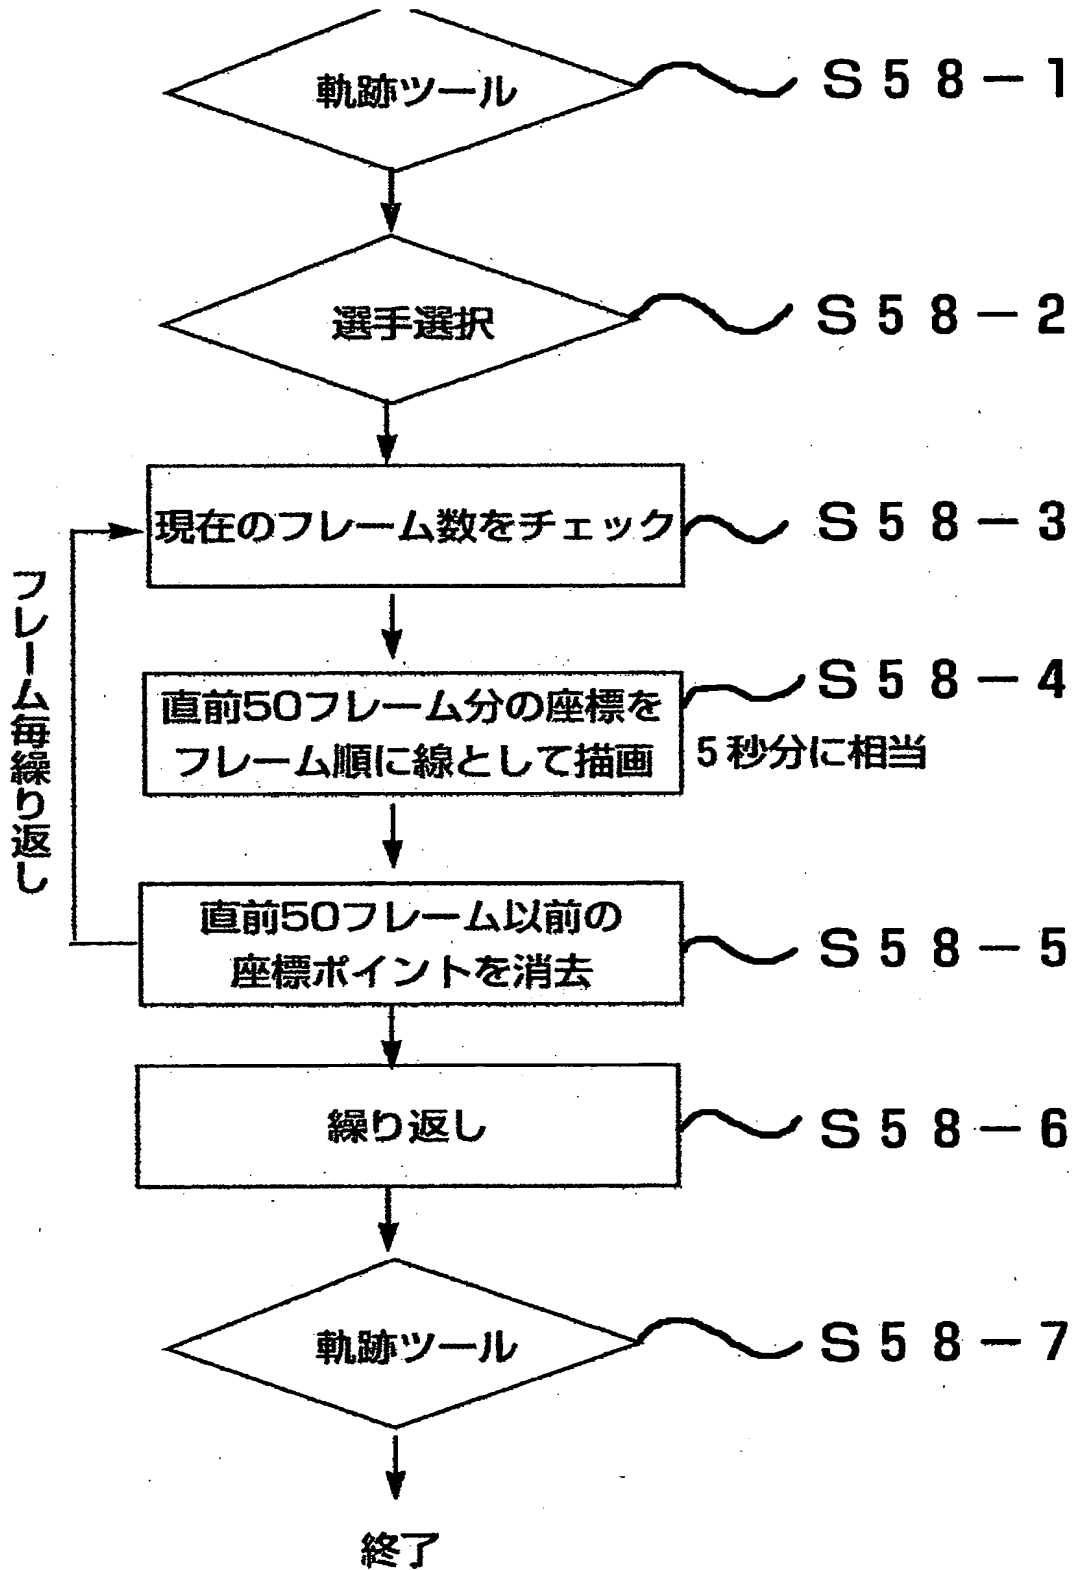 軌跡ツール
S58-1
選手選択
S58-2
現在のフレーム数をチェック
S58-3
フレーム毎繰り返し
直前50フレーム分の座標を
フレーム順に線として描画
S58-4
5秒分に相当
直前50フレーム以前の
座標ポイントを消去
S58-5
繰り返し
S58-6
軌跡ツール
S58-7
終了